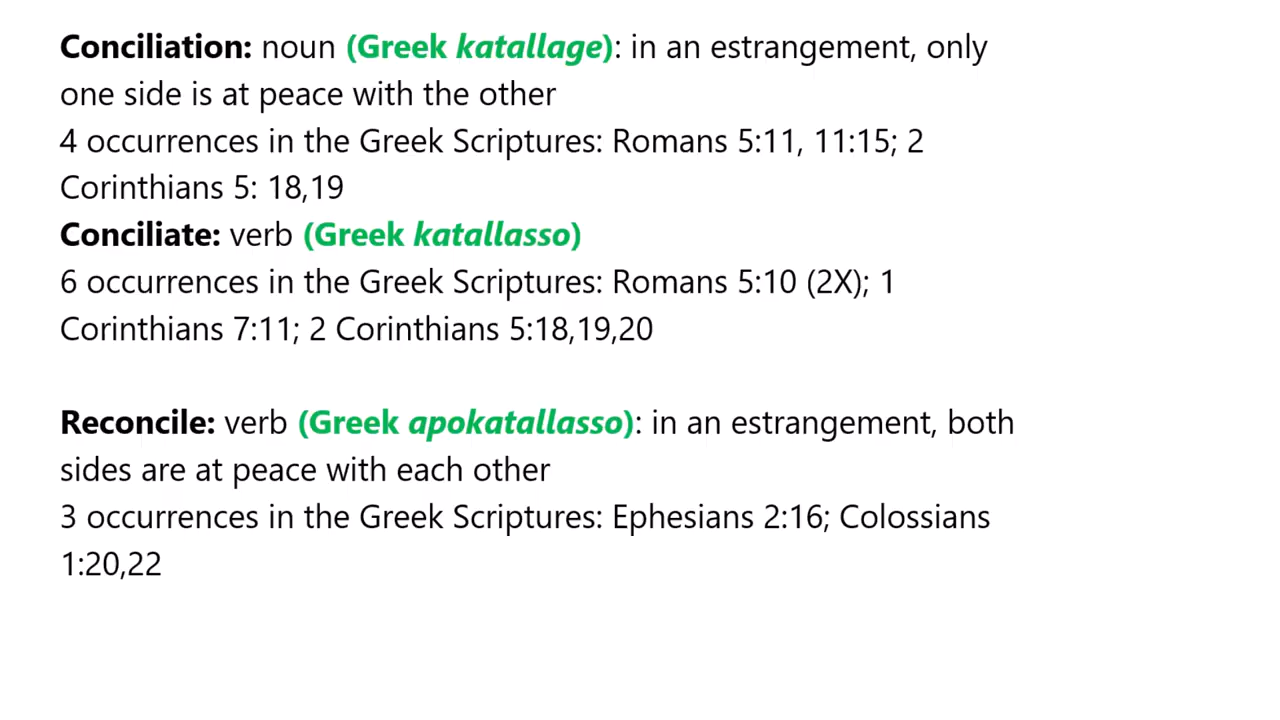 Conciliation: noun (Greek katallage): in an estrangement, only
one side is at peace with the other
4 occurrences in the Greek Scriptures: Romans 5:11, 11:15; 2
Corinthians 5: 18,19
Conciliate: verb (Greek katallasso)
6 occurrences in the Greek Scriptures: Romans 5:10 (2X); 1
Corinthians 7:11; 2 Corinthians 5:18,19,20
Reconcile: verb (Greek apokatallasso): in an estrangement, both
sides are at peace with each other
3 occurrences in the Greek Scriptures: Ephesians 2:16; Colossians
1:20,22